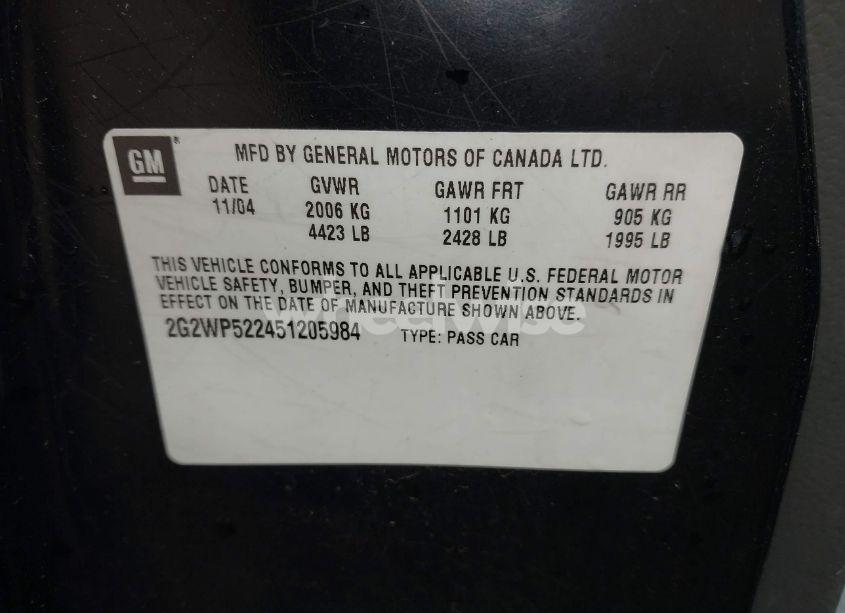 GM®
MFD BY GENERAL MOTORS OF CANADA LTD.
DATE GVWR GAWR FRT GAWR RR
11/04 2006 KG 1101 KG 905 KG
4423 LB 2428 LB 1995 LB
THIS VEHICLE CONFORMS TO ALL APPLICABLE U.S. FEDERAL MOTOR
VEHICLE SAFETY, BUMPER, AND THEFT PREVENTION STANDARDS IN
EFFECT ON THE DATE OF MANUFACTURE SHOWN ABOVE.
wheelwise
2G2WP522451205984 TYPE: PASS CAR